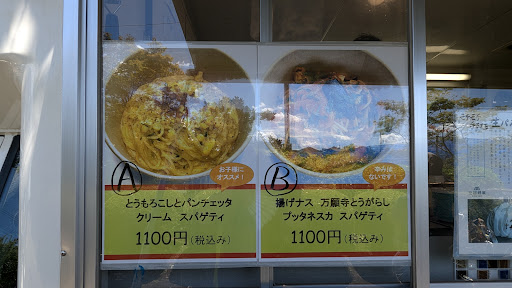 お子様に
オススメ！
A
とうもろこしとパンチェッタ
クリーム スパゲティ
1100円(税込み)
辛みは
ないです！
B
揚げナス 万願寺とうがらし
プッタネスカ スパゲティ
1100円(税込み)